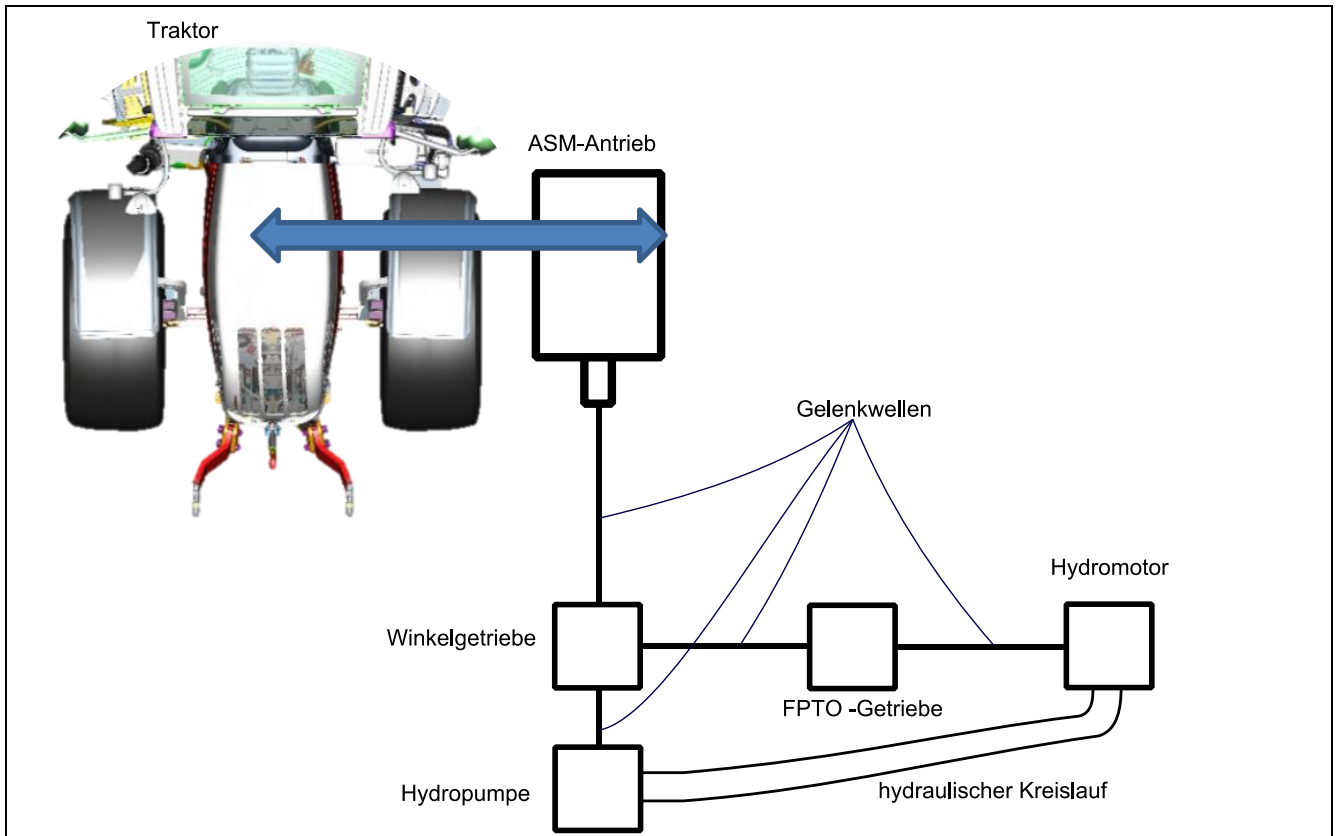 Traktor
ASM-Antrieb
Gelenkwellen
Hydromotor
Winkelgetriebe
FPTO -Getriebe
Hydropumpe
hydraulischer Kreislauf